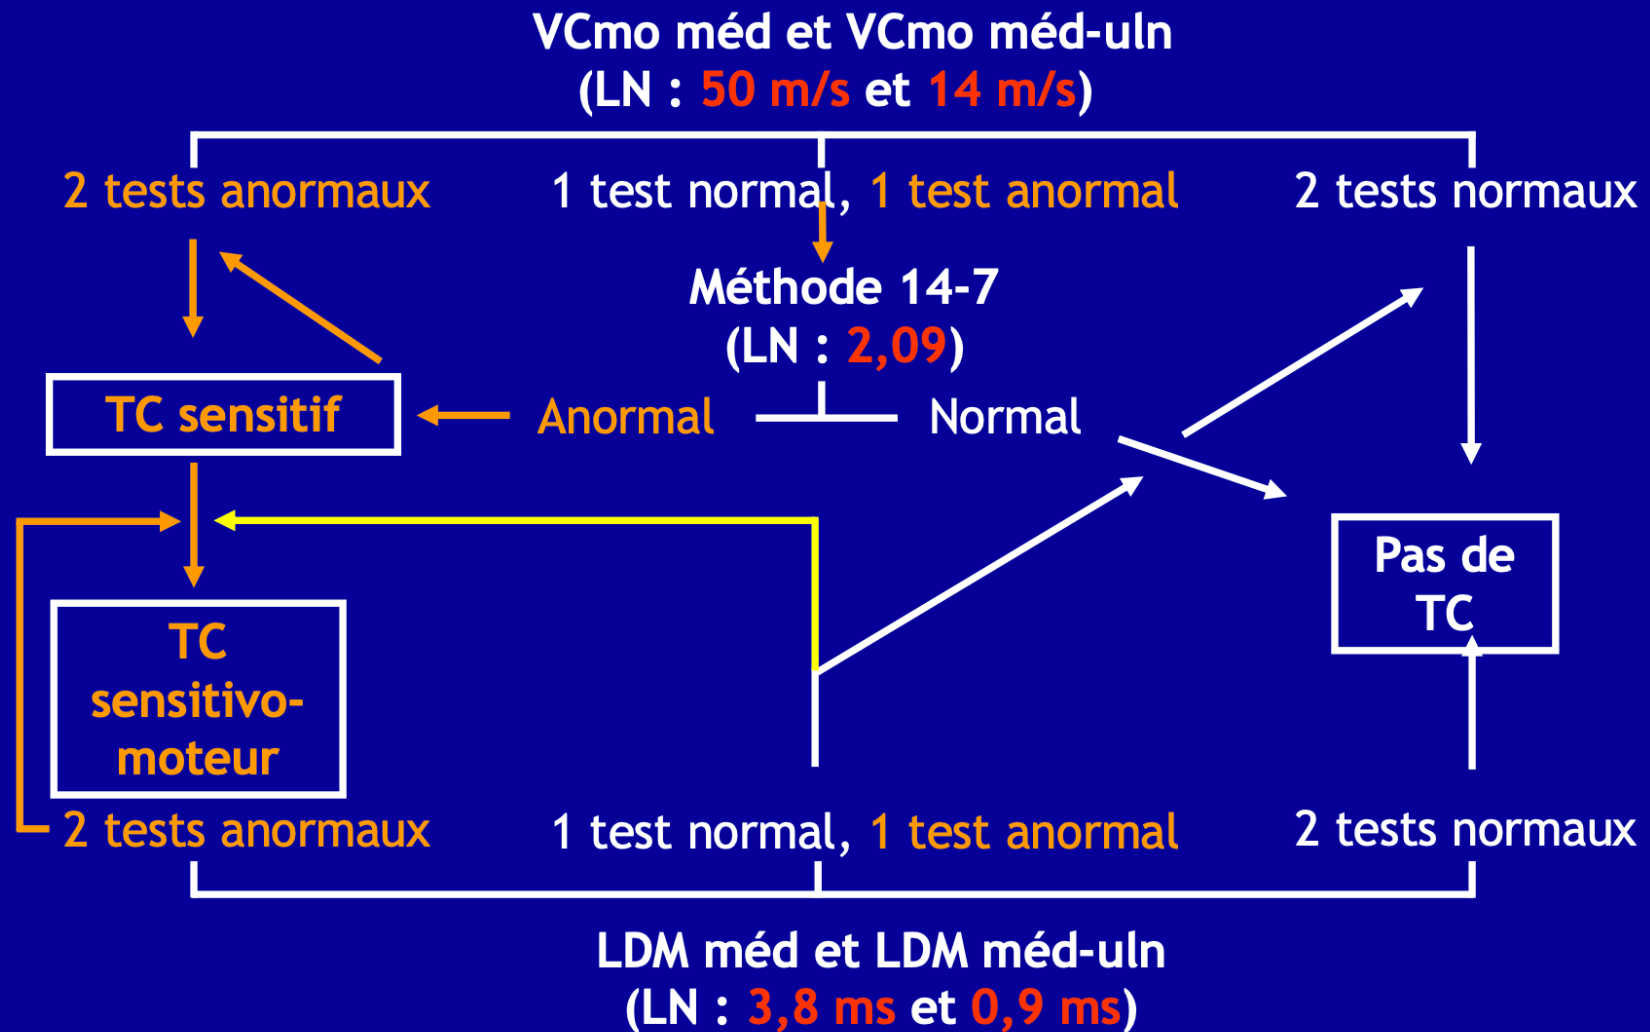 VCmo méd et VCmo méd-uln
(LN : 50 m/s et 14 m/s)
2 tests anormaux
1 test normal, 1 test anormal
2 tests normaux
Méthode 14-7
(LN : 2,09)
TC sensitif
Anormal
Normal
Pas de
TC
TC
sensitivo-
moteur
2 tests anormaux
1 test normal, 1 test anormal
2 tests normaux
LDM méd et LDM méd-uln
(LN : 3,8 ms et 0,9 ms)